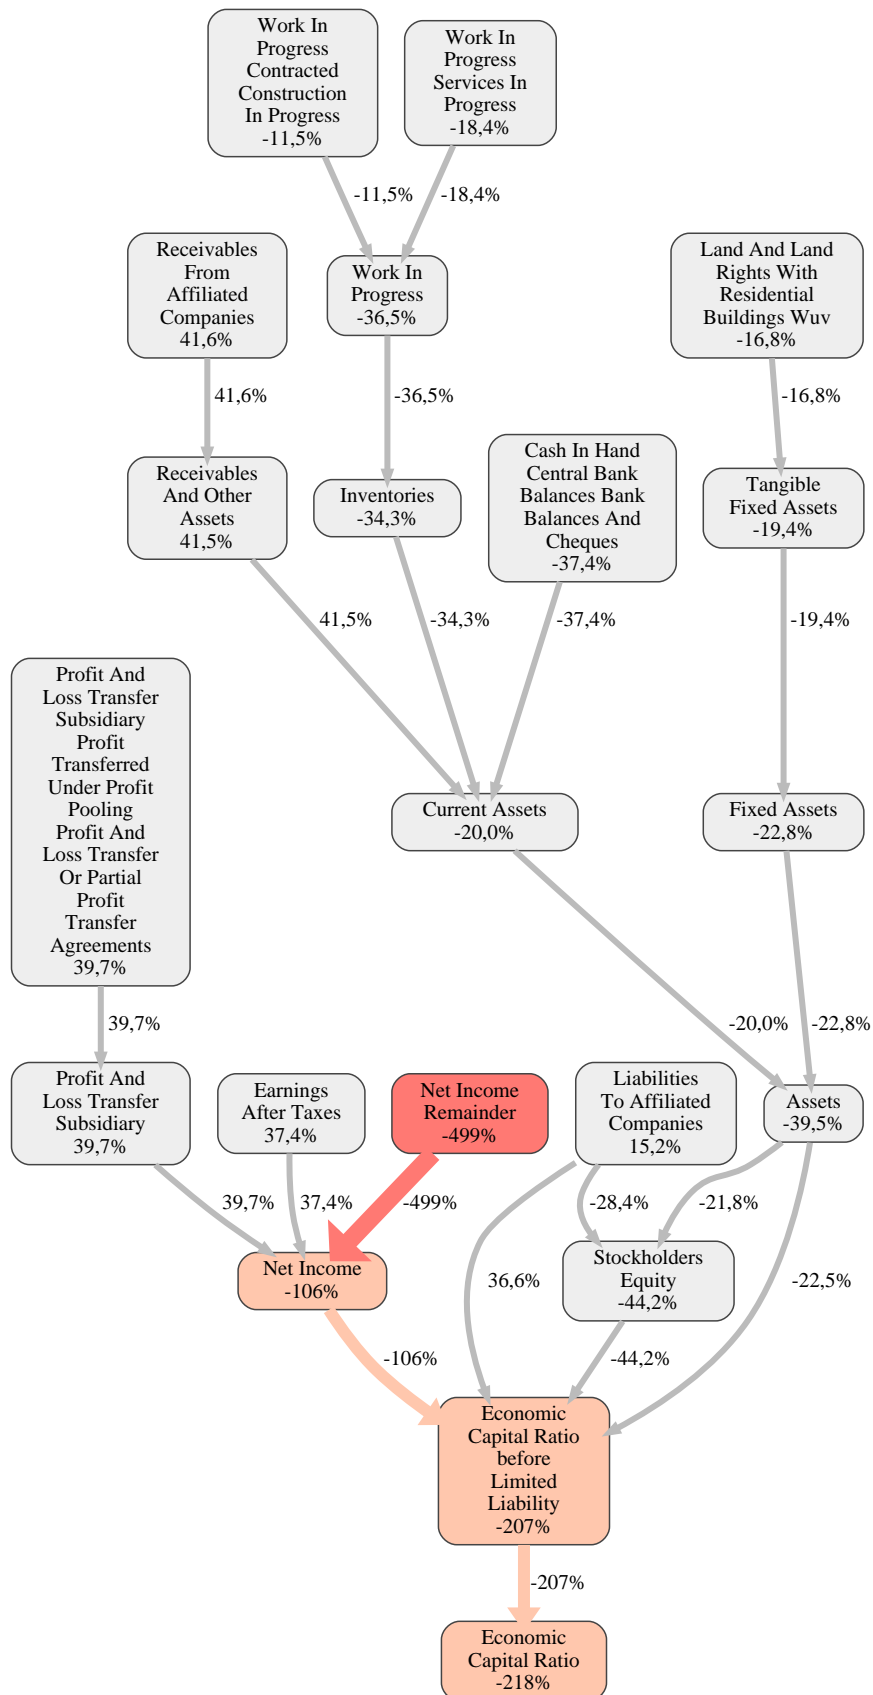 Work In
Progress
Contracted
Construction
In Progress
-11,5%
Work In
Progress
Services In
Progress
-18,4%
-11,5%
-18,4%
Receivables
From
Affiliated
Companies
41,6%
Work In
Progress
-36,5%
Land And Land
Rights With
Residential
Buildings Wuv
-16,8%
41,6%
-36,5%
-16,8%
Receivables
And Other
Assets
41,5%
Inventories
-34,3%
Cash In Hand
Central Bank
Balances Bank
Balances And
Cheques
-37,4%
Tangible
Fixed Assets
-19,4%
41,5%
-34,3%
-37,4%
-19,4%
Profit And
Loss Transfer
Subsidiary
Profit
Transferred
Under Profit
Pooling
Profit And
Loss Transfer
Or Partial
Profit
Transfer
Agreements
39,7%
Current Assets
-20,0%
Fixed Assets
-22,8%
39,7%
-20,0%
-22,8%
Profit And
Loss Transfer
Subsidiary
39,7%
Earnings
After Taxes
37,4%
Net Income
Remainder
-499%
Liabilities
To Affiliated
Companies
15,2%
Assets
-39,5%
39,7%
37,4%
-499%
-28,4%
-21,8%
Net Income
-106%
36,6%
Stockholders
Equity
-44,2%
-22,5%
-106%
-44,2%
Economic
Capital Ratio
before
Limited
Liability
-207%
-207%
Economic
Capital Ratio
-218%